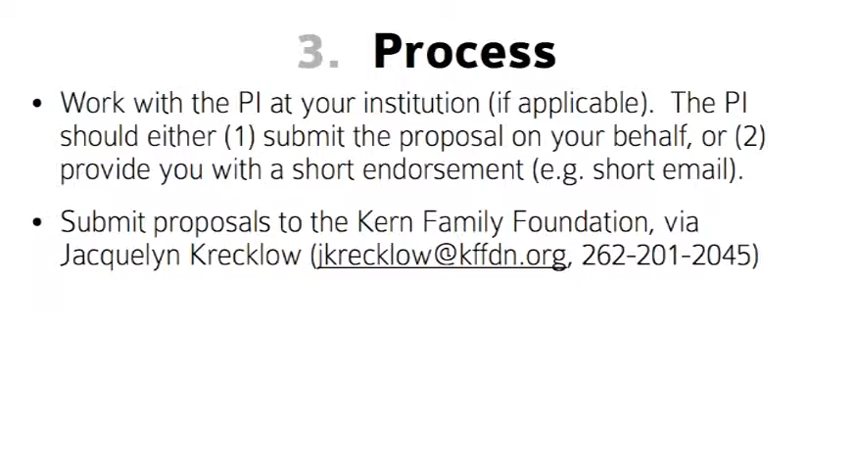 3. Process
• Work with the PI at your institution (if applicable). The PI
should either (1) submit the proposal on your behalf, or (2)
provide you with a short endorsement (e.g. short email).
• Submit proposals to the Kern Family Foundation, via
Jacquelyn Krecklow (jkrecklow@kffdn.org, 262-201-2045)